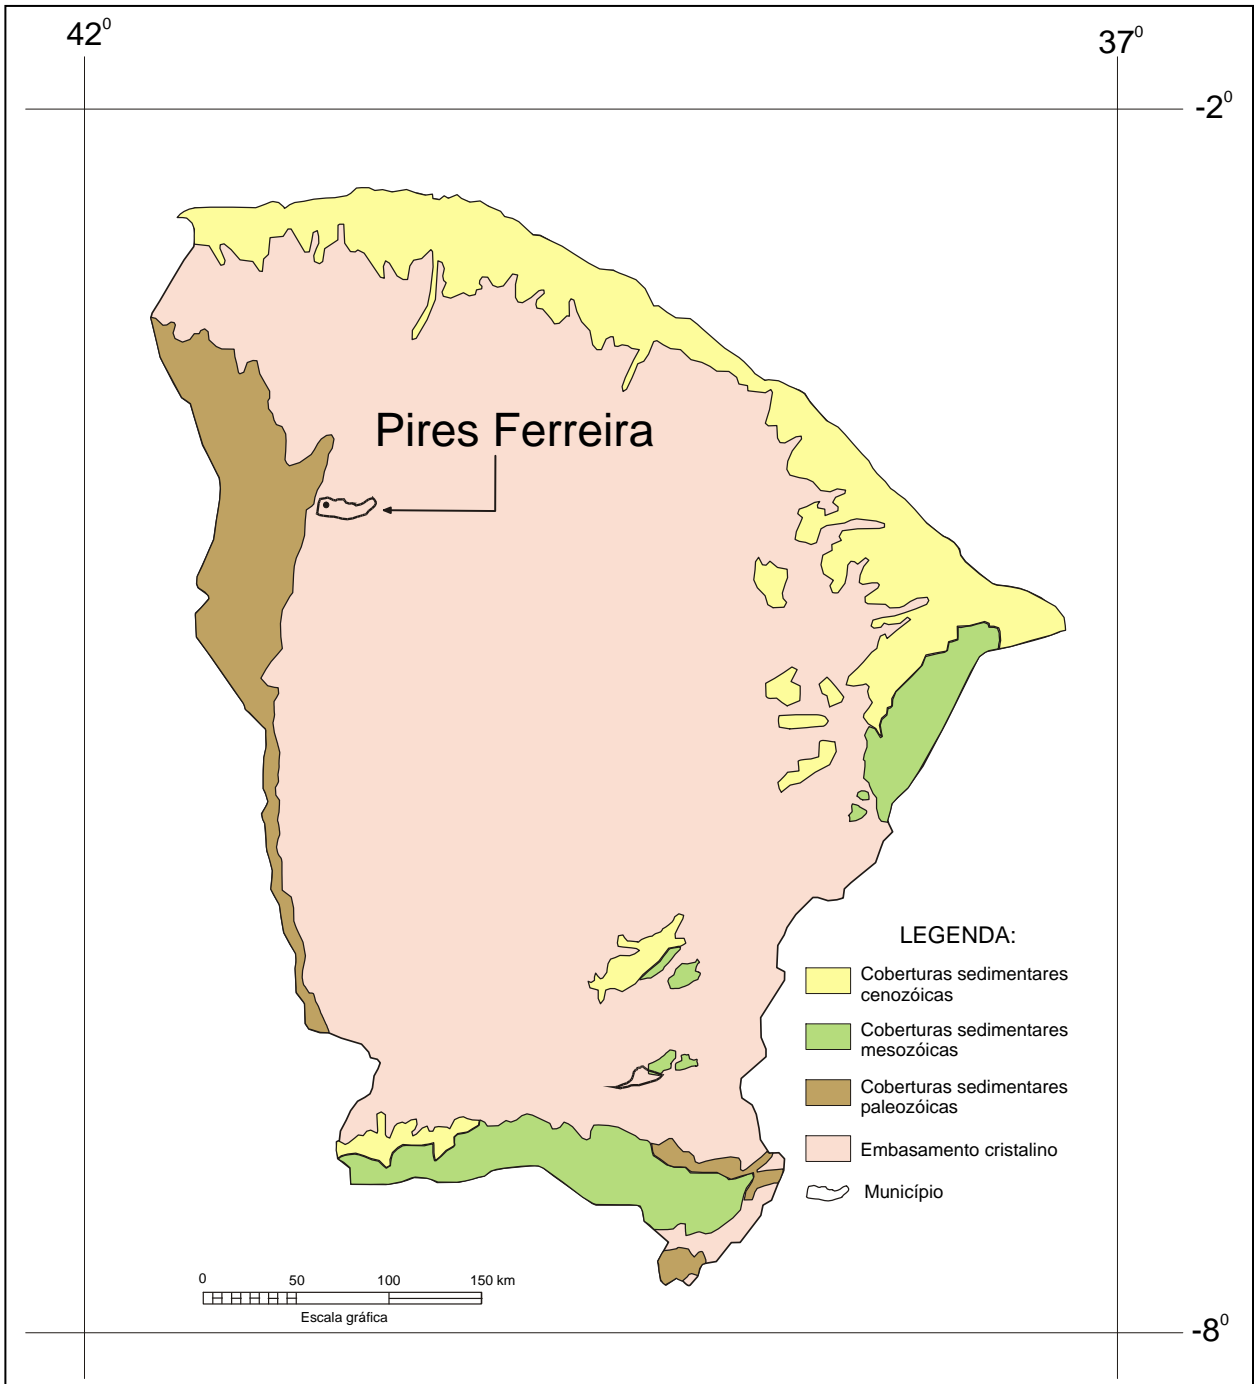 42⁰
37⁰
-2⁰
Pires Ferreira
LEGENDA:
Coberturas sedimentares
cenozóicas
Coberturas sedimentares
mesozóicas
Coberturas sedimentares
paleozóicas
Embasamento cristalino
Município
0 50 100 150 km
Escala gráfica
-8⁰